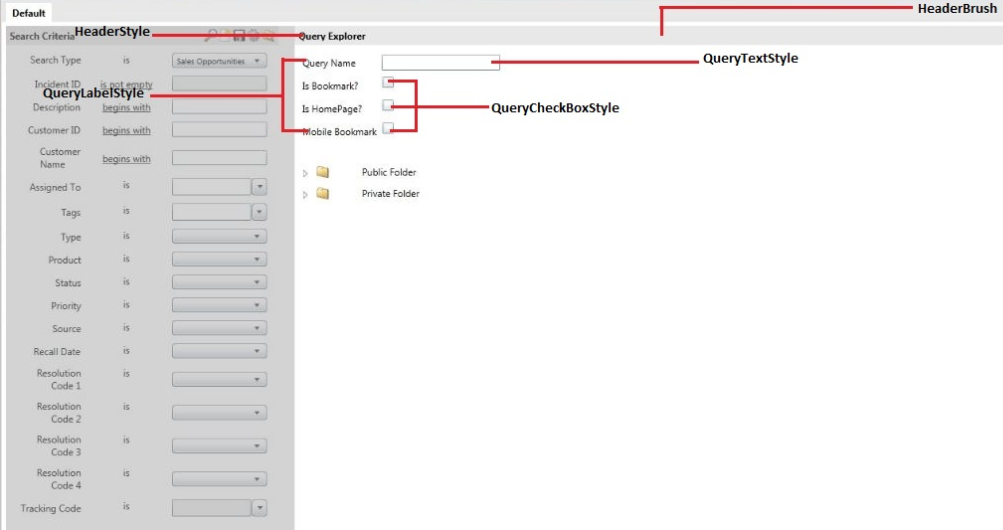 Default
HeaderBrush
Search Criteria
HeaderStyle
Query Explorer
Search Type is Sales Opportunities
Query Name
QueryTextStyle
Incident ID is not empty
Is Bookmark?
QueryLabelStyle
Description begins with
Is HomePage?
QueryCheckBoxStyle
Customer ID begins with
Mobile Bookmark
Customer
Name
begins with
Public Folder
Assigned To is
Private Folder
Tags is
Type is
Product is
Status is
Priority is
Source is
Recall Date is
Resolution is
Code 1
Resolution is
Code 2
Resolution is
Code 3
Resolution is
Code 4
Tracking Code is